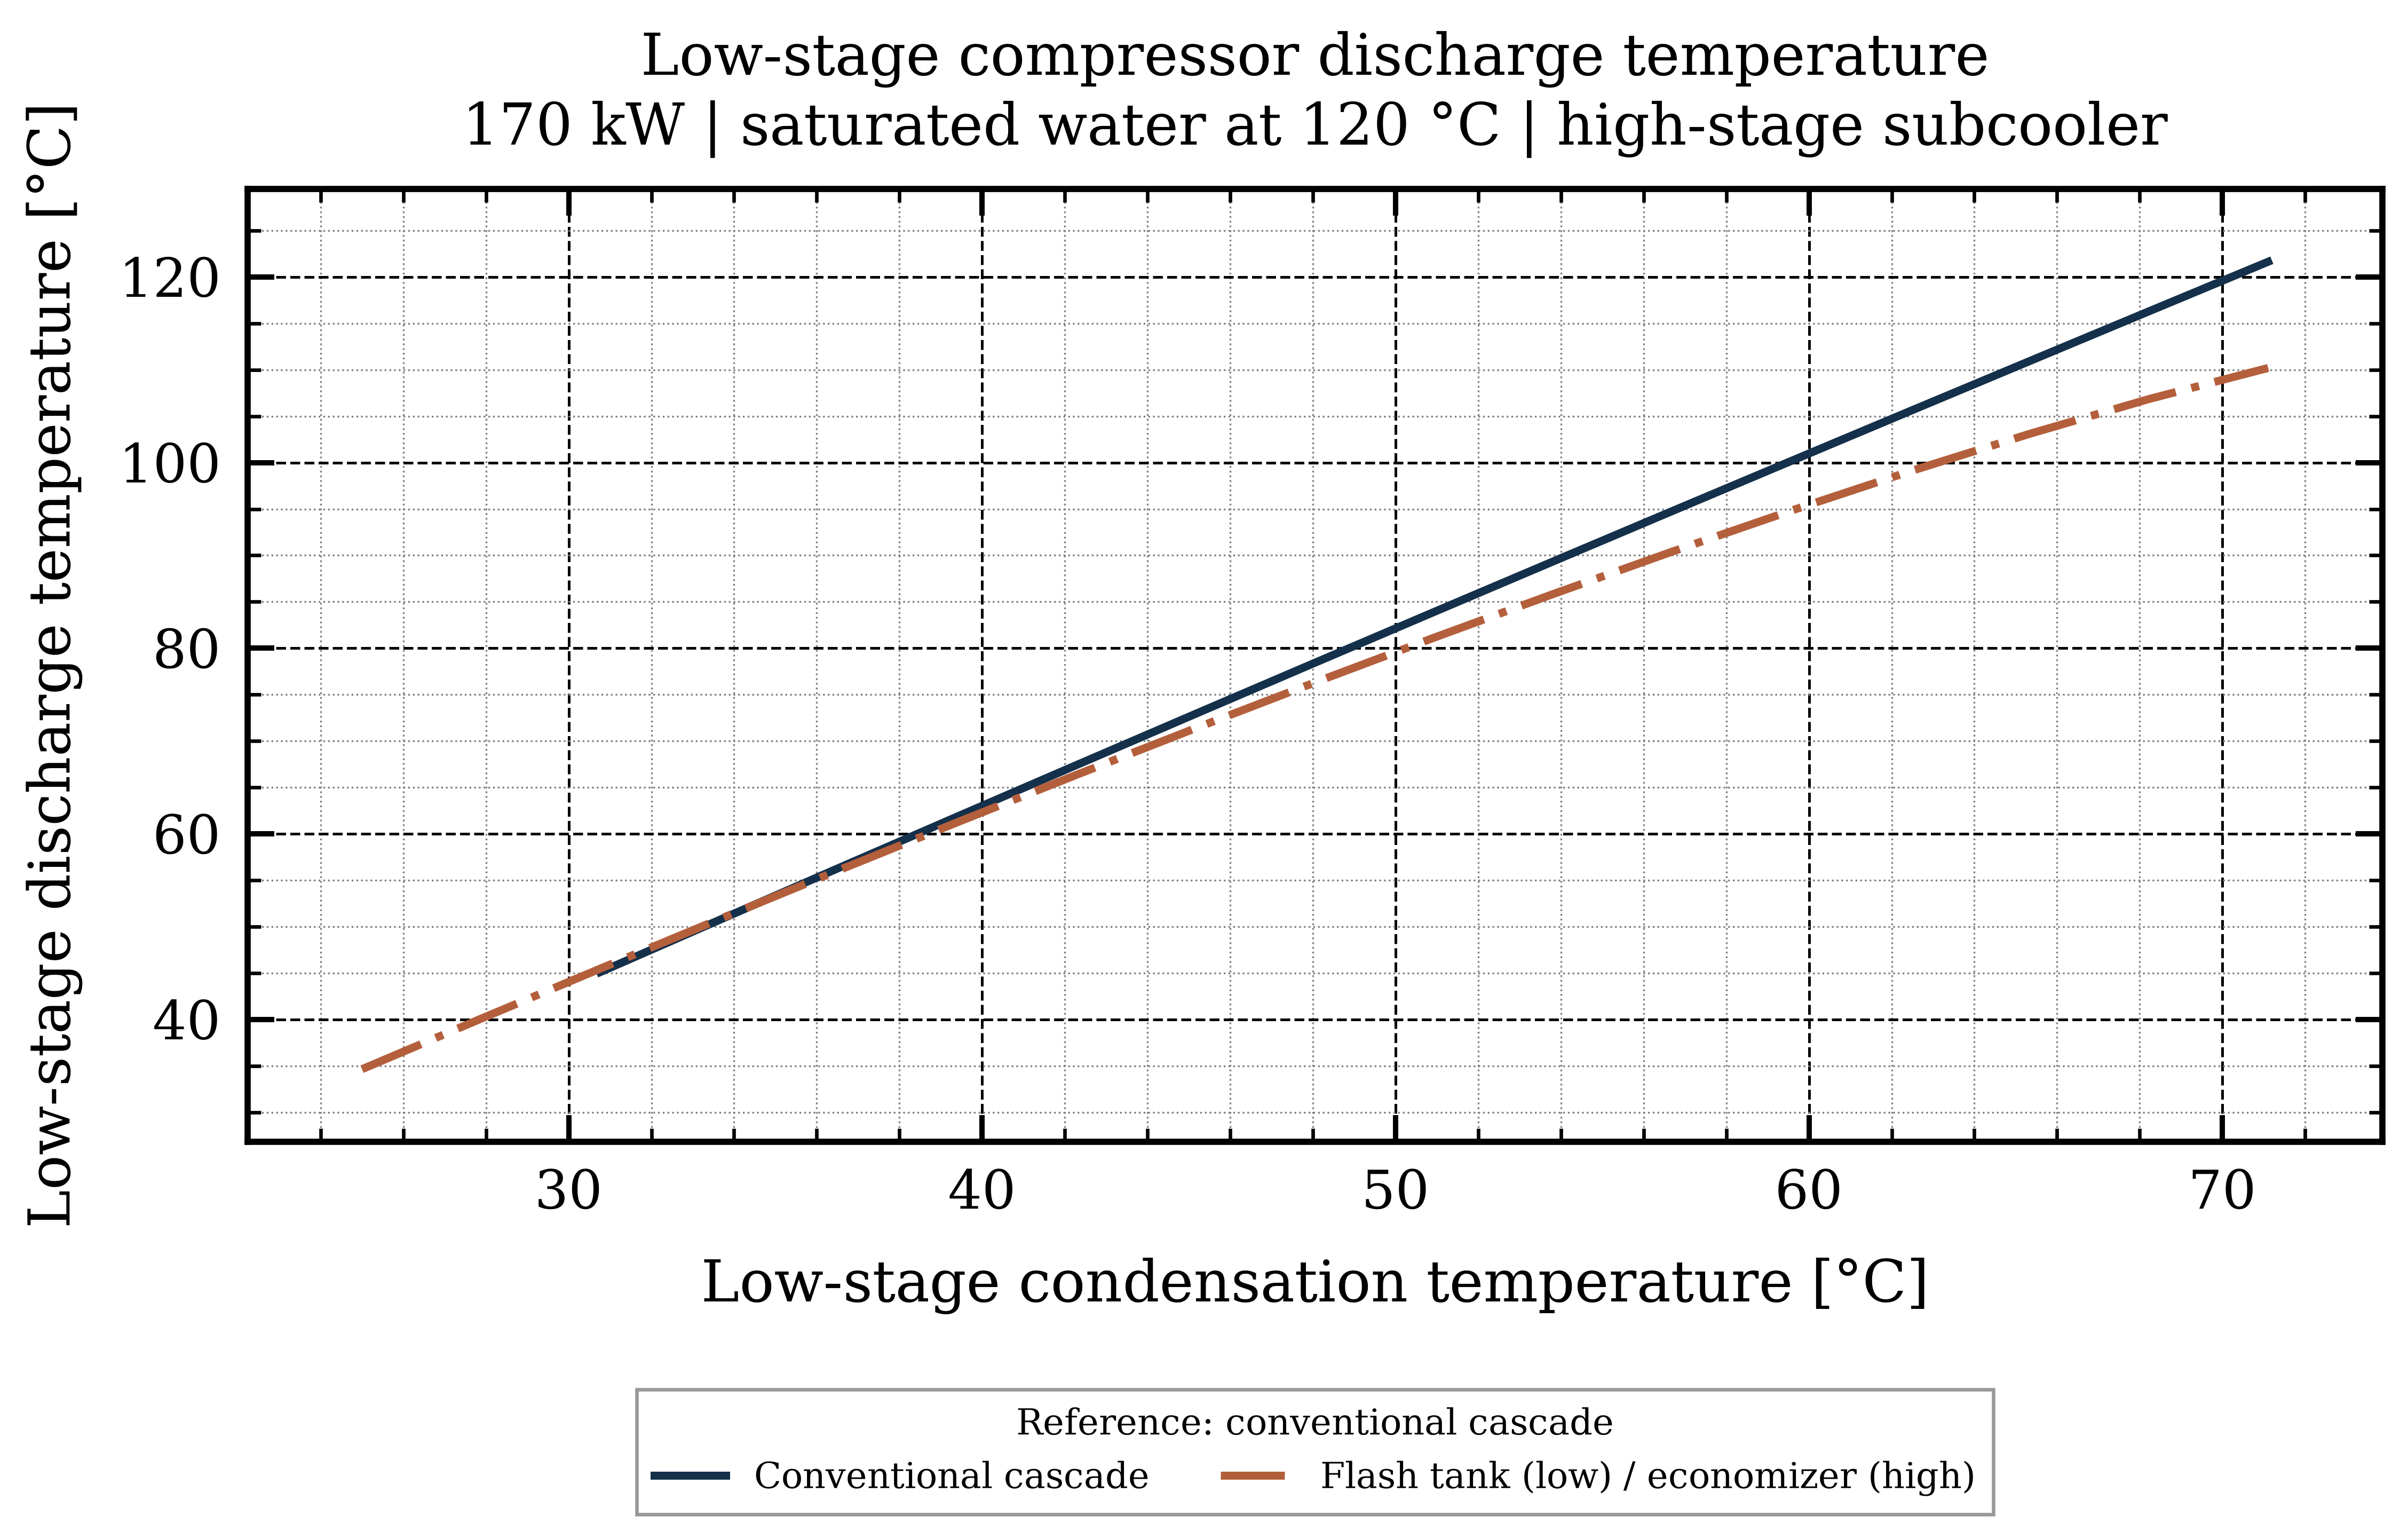 Low-stage compressor discharge temperature
170 kW | saturated water at 120 °C | high-stage subcooler
Low-stage discharge temperature [°C]
120
100
80
60
40
30 40 50 60 70
Low-stage condensation temperature [°C]
Reference: conventional cascade
Conventional cascade Flash tank (low) / economizer (high)